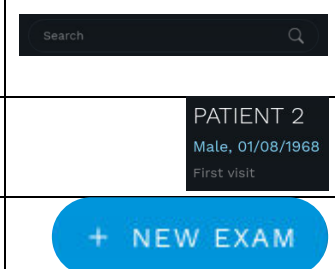 Search
PATIENT 2
Male, 01/08/1968
First visit
+ NEW EXAM